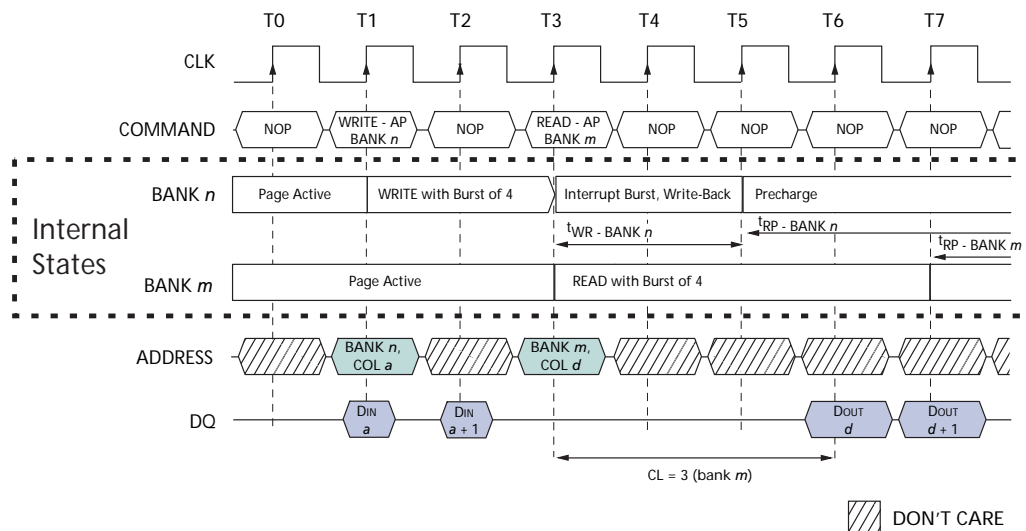 T0 T1 T2 T3 T4 T5 T6 T7
CLK
COMMAND NOP WRITE - AP BANK n NOP READ - AP BANK m NOP NOP NOP NOP
Internal States
BANK n Page Active WRITE with Burst of 4 Interrupt Burst, Write-Back Precharge
tWR - BANK n tRP - BANK n
tRP - BANK m
BANK m Page Active READ with Burst of 4
ADDRESS BANK n, COL a BANK m, COL d
DQ DIN a DIN a + 1 DOUT d DOUT d + 1
CL = 3 (bank m)
DON'T CARE